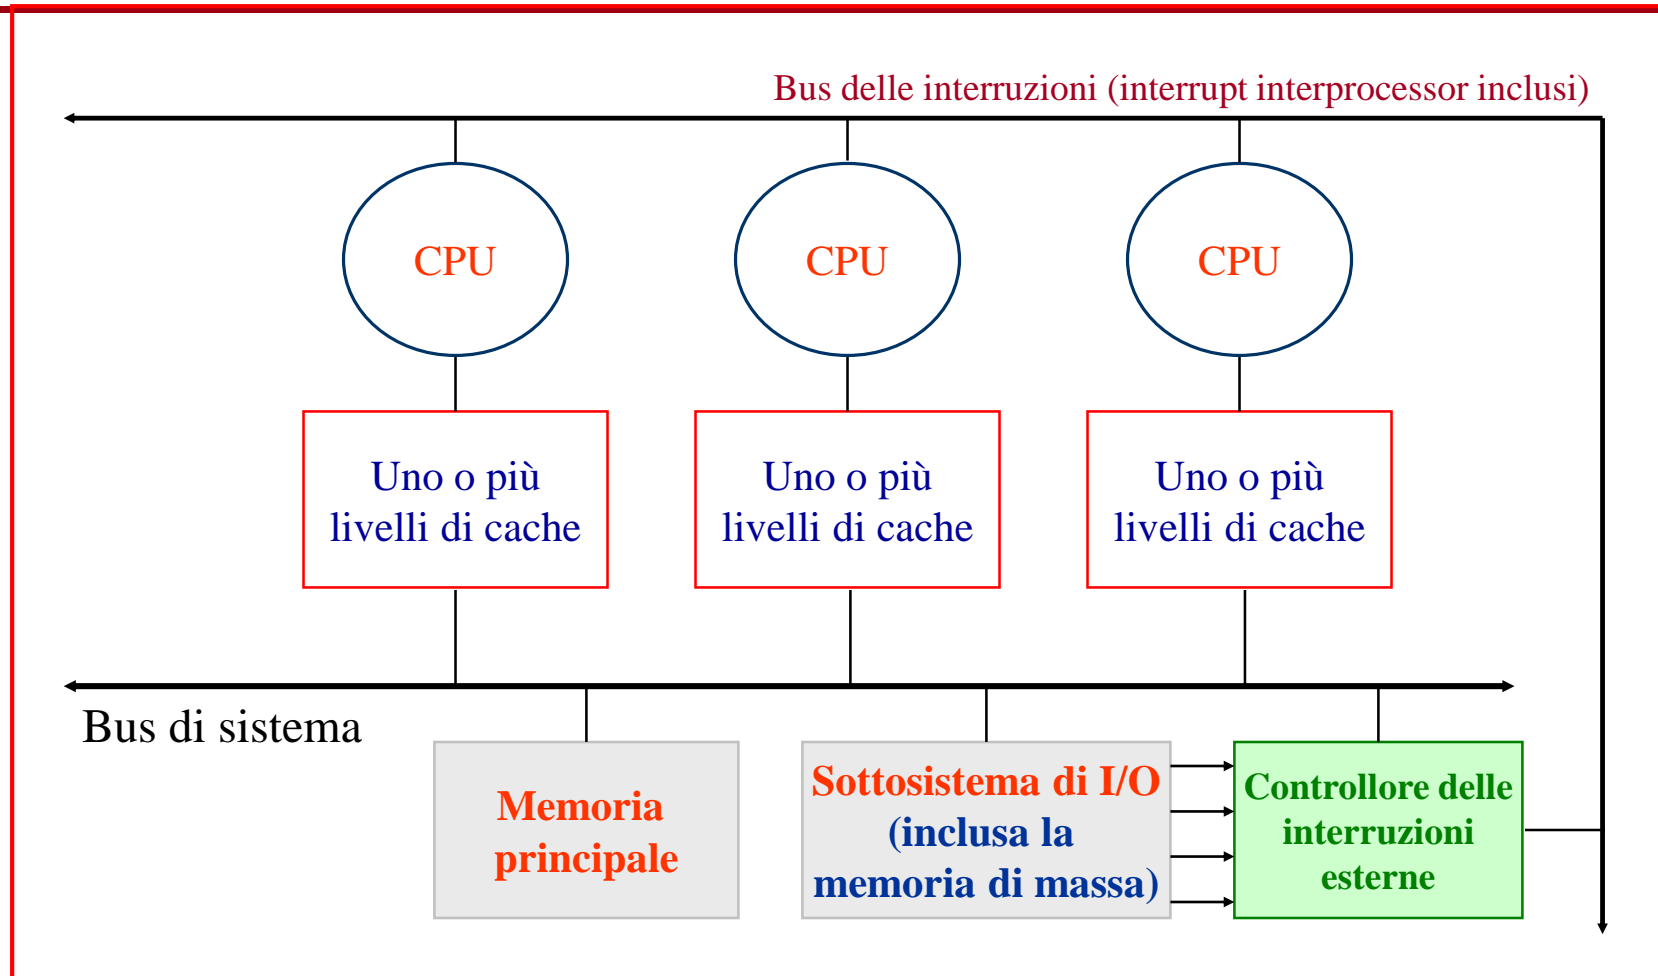 Bus delle interruzioni (interrupt interprocessor inclusi)
CPU
CPU
CPU
Uno o più
livelli di cache
Uno o più
livelli di cache
Uno o più
livelli di cache
Bus di sistema
Memoria
principale
Sottosistema di I/O
(inclusa la
memoria di massa)
Controllore delle
interruzioni
esterne